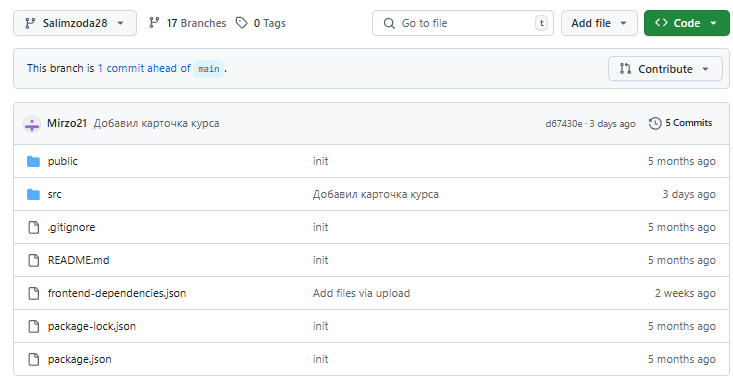 Salimzoda28 17 Branches 0 Tags Go to file t Add file Code
This branch is 1 commit ahead of main . Contribute
Mirzo21 Добавил карточка курса d67430e · 3 days ago 5 Commits
public init 5 months ago
src Добавил карточка курса 3 days ago
.gitignore init 5 months ago
README.md init 5 months ago
frontend-dependencies.json Add files via upload 2 weeks ago
package-lock.json init 5 months ago
package.json init 5 months ago